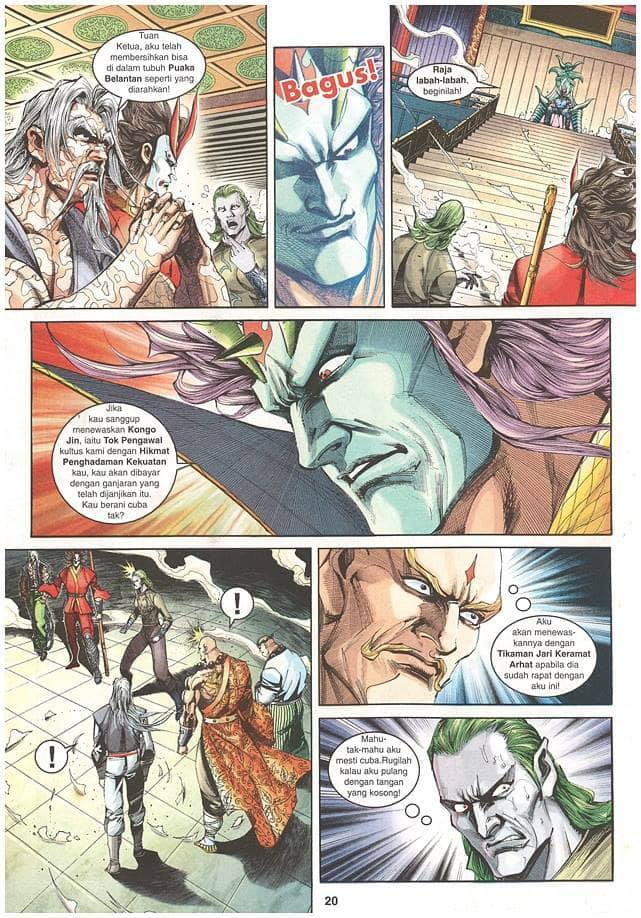 Tuan
Ketua, aku telah
membersihkan bisa
di dalam tubuh Puaka
Belantan seperti yang
diarahkan!
Bagus!
Raja
labah-labah,
beginilah!
Jika
kau sanggup
menewaskan Kongo
Jin, iaitu Tok Pengawal
kultus kami dengan Hikmat
Penghadaman Kekuatan
kau, kau akan dibayar
dengan ganjaran yang
telah dijanjikan itu.
Kau berani cuba
tak?
!
!
Aku
akan menewas-
kannya dengan
Tikaman Jari Keramat
Arhat apabila dia
sudah rapat dengan
aku ini!
Mahu-
tak-mahu aku
mesti cuba.Rugilah
kalau aku pulang
dengan tangan
yang kosong!
20